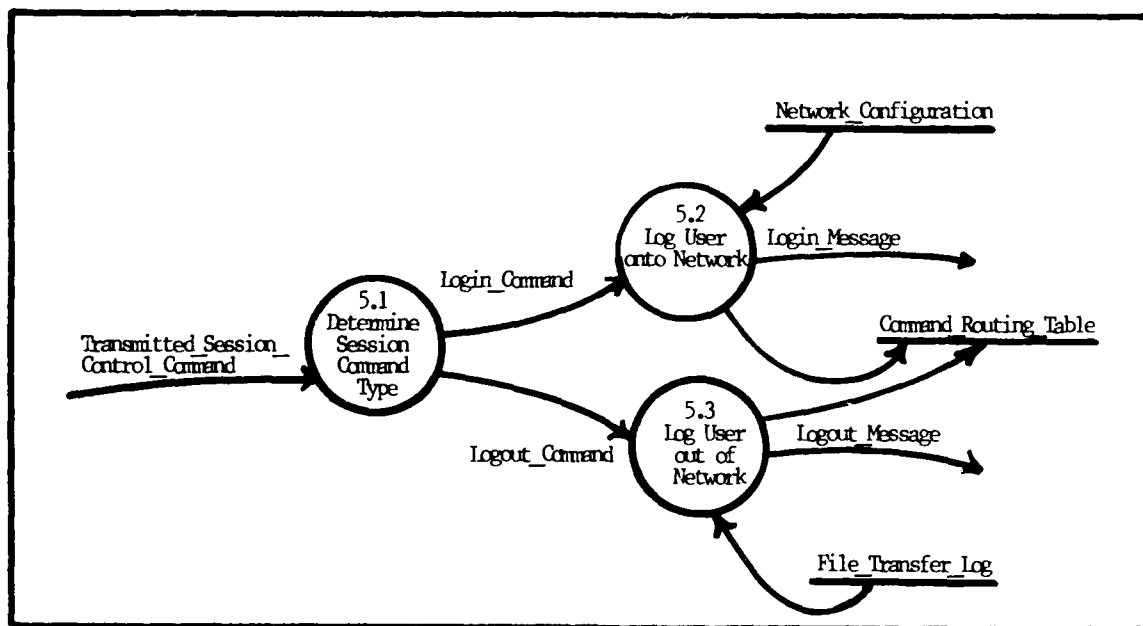 Network_Configuration
5.2
Log User
onto Network
Login_Message
Login_Command
5.1
Determine
Session
Command
Type
Transmitted_Session_
Control_Command
Command_Routing_Table
5.3
Log User
out of
Network
Logout_Message
Logout_Command
File_Transfer_Log